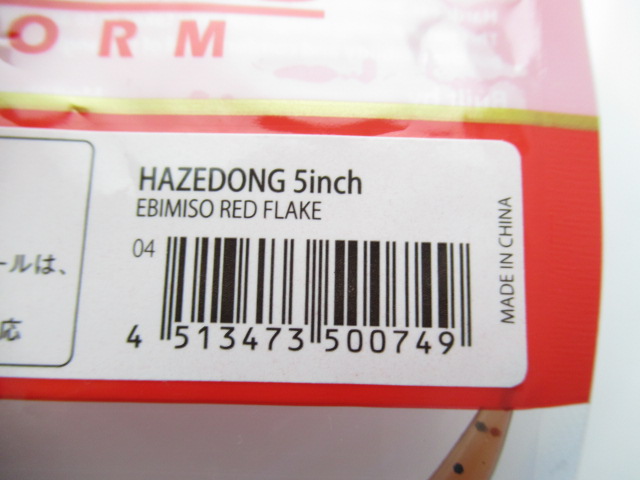 ORM
HAZEDONG 5inch
EBIMISO RED FLAKE
04
4 513473 500749
MADE IN CHINA
ールは、
応